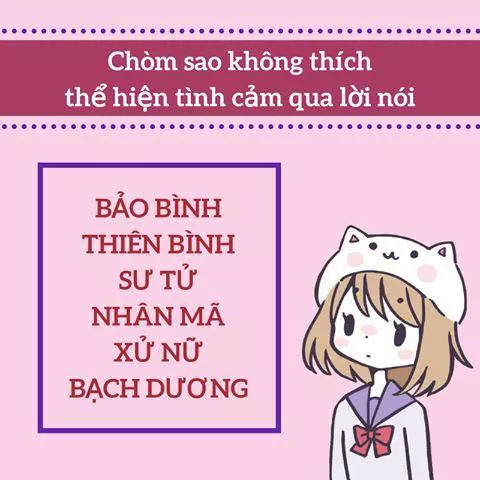 Chòm sao không thích
thể hiện tình cảm qua lời nói
BẢO BÌNH
THIÊN BÌNH
SƯ TỬ
NHÂN MÃ
XỬ NỮ
BẠCH DƯƠNG